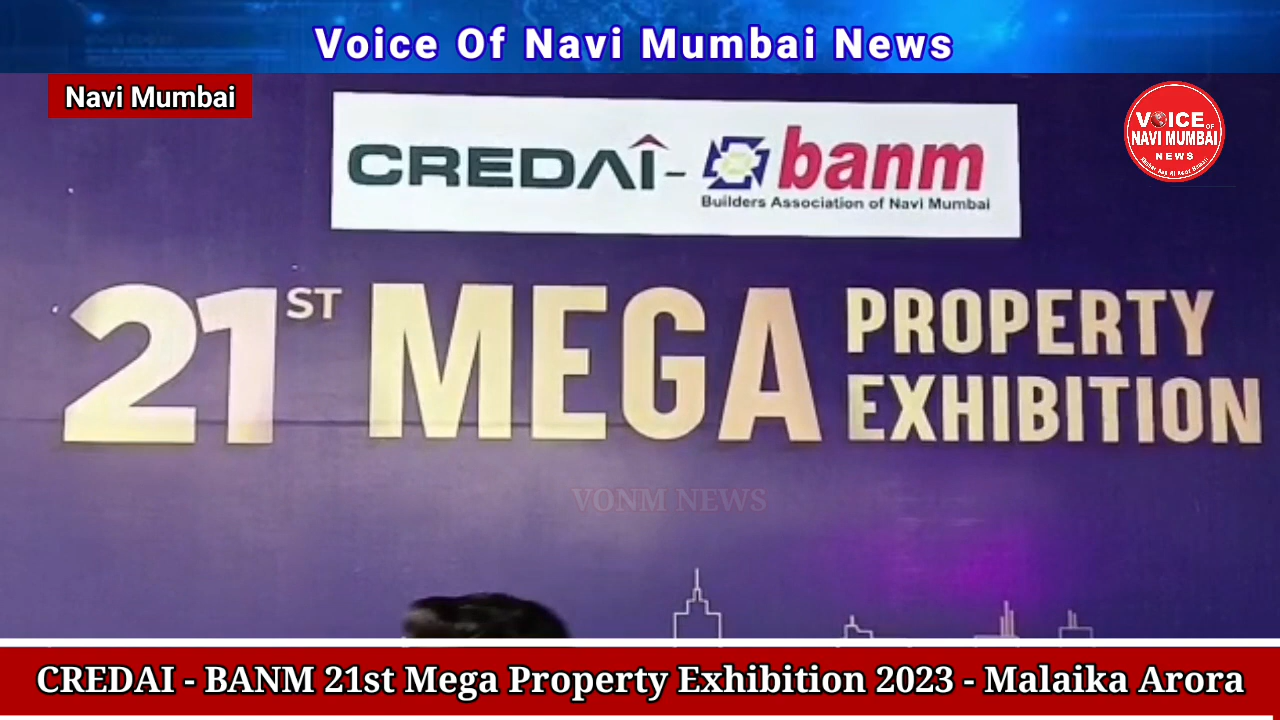 Voice Of Navi Mumbai News
Navi Mumbai
VOICE OF
NAVI MUMBAI
NEWS
CREDAI - banm
Builders Association of Navi Mumbai
21ST MEGA PROPERTY EXHIBITION
VONM NEWS
CREDAI - BANM 21st Mega Property Exhibition 2023 - Malaika Arora